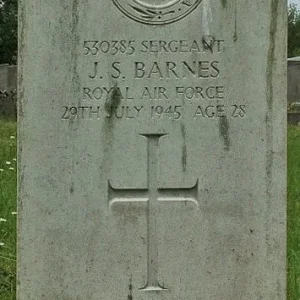 530385 SERGEANT
J. S. BARNES
ROYAL AIR FORCE
29TH JULY 1945 AGE 28